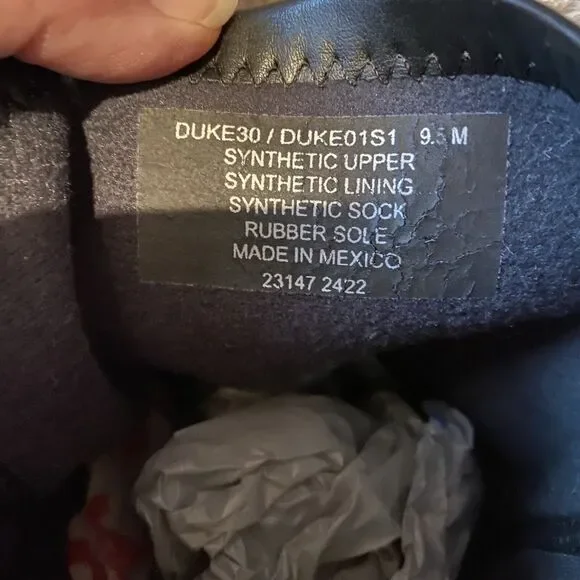 DUKE30 / DUKE01S1 9.5 M
SYNTHETIC UPPER
SYNTHETIC LINING
SYNTHETIC SOCK
RUBBER SOLE
MADE IN MEXICO
23147 2422